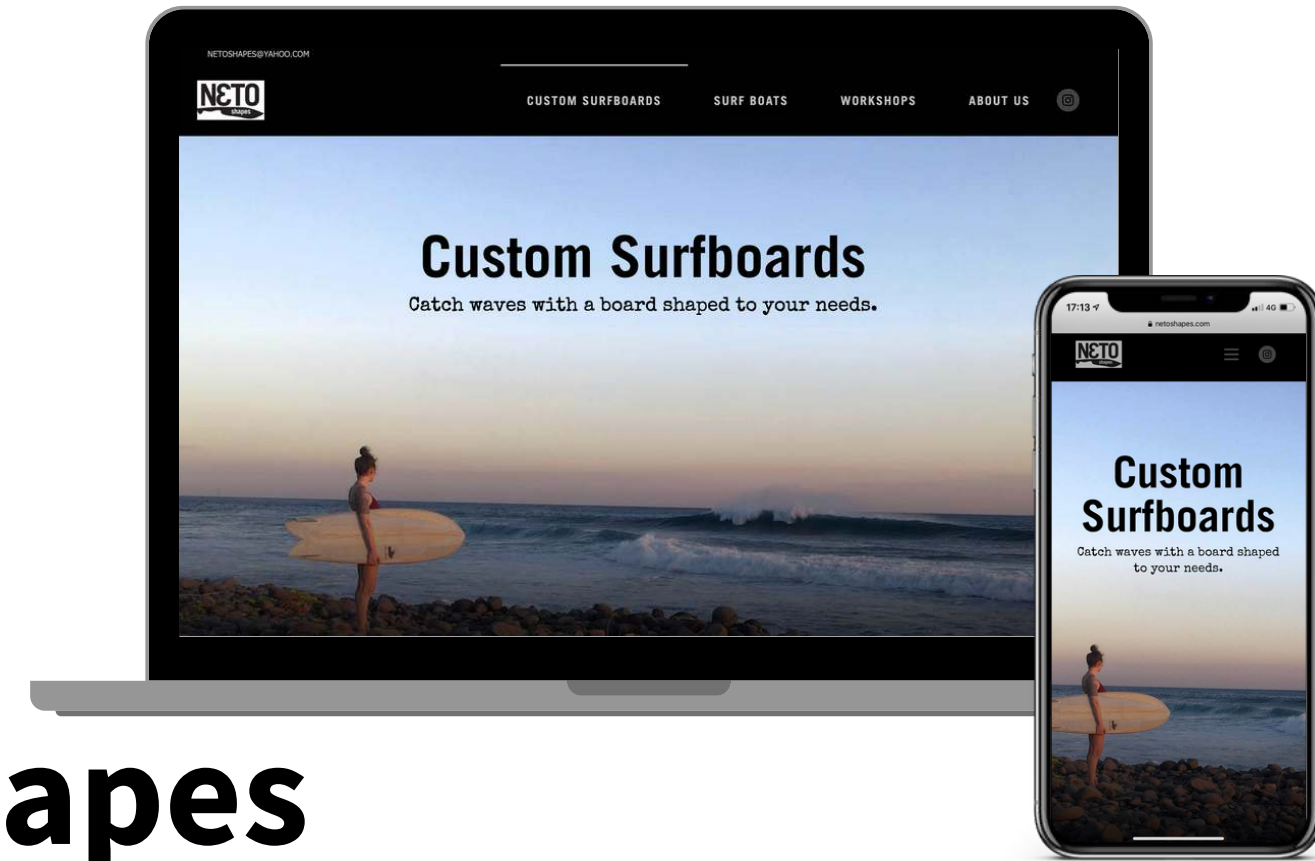 NETOSHAPES@YAHOO.COM
NETO
shapes
CUSTOM SURFBOARDS SURF BOATS WORKSHOPS ABOUT US
Custom Surfboards
Catch waves with a board shaped to your needs.
17:13 4G
netoshapes.com
NETO
shapes
Custom
Surfboards
Catch waves with a board shaped
to your needs.
apes